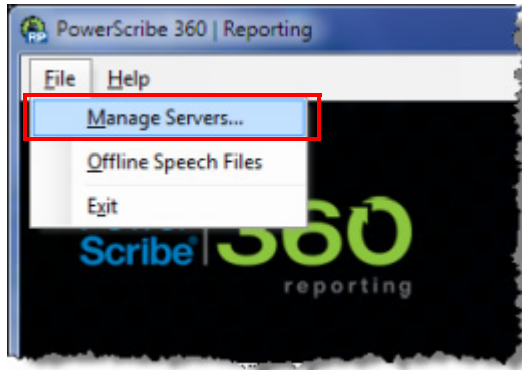 PowerScribe 360 | Reporting
File Help
Manage Servers...
Offline Speech Files
Exit
Scribe 360
reporting